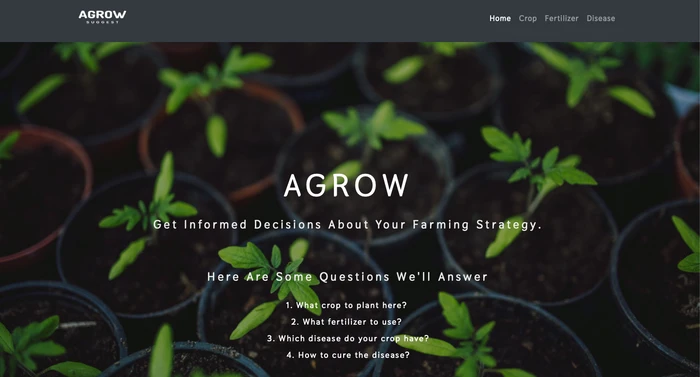 AGROW
SUGGEST
Home Crop Fertilizer Disease
AGROW
Get Informed Decisions About Your Farming Strategy.
Here Are Some Questions We'll Answer
1. What crop to plant here?
2. What fertilizer to use?
3. Which disease do your crop have?
4. How to cure the disease?